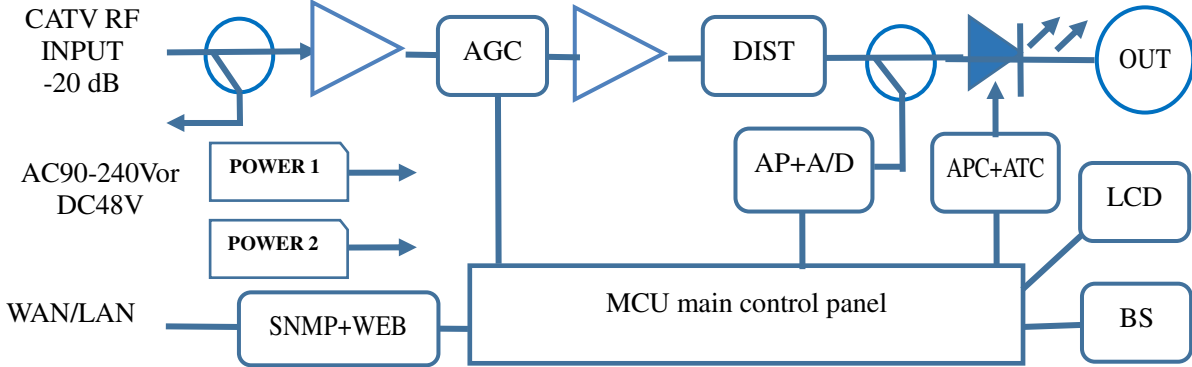 CATV RF
INPUT
-20 dB
AGC
DIST
OUT
POWER 1
AP+A/D
APC+ATC
LCD
AC90-240Vor
DC48V
POWER 2
WAN/LAN
SNMP+WEB
MCU main control panel
BS